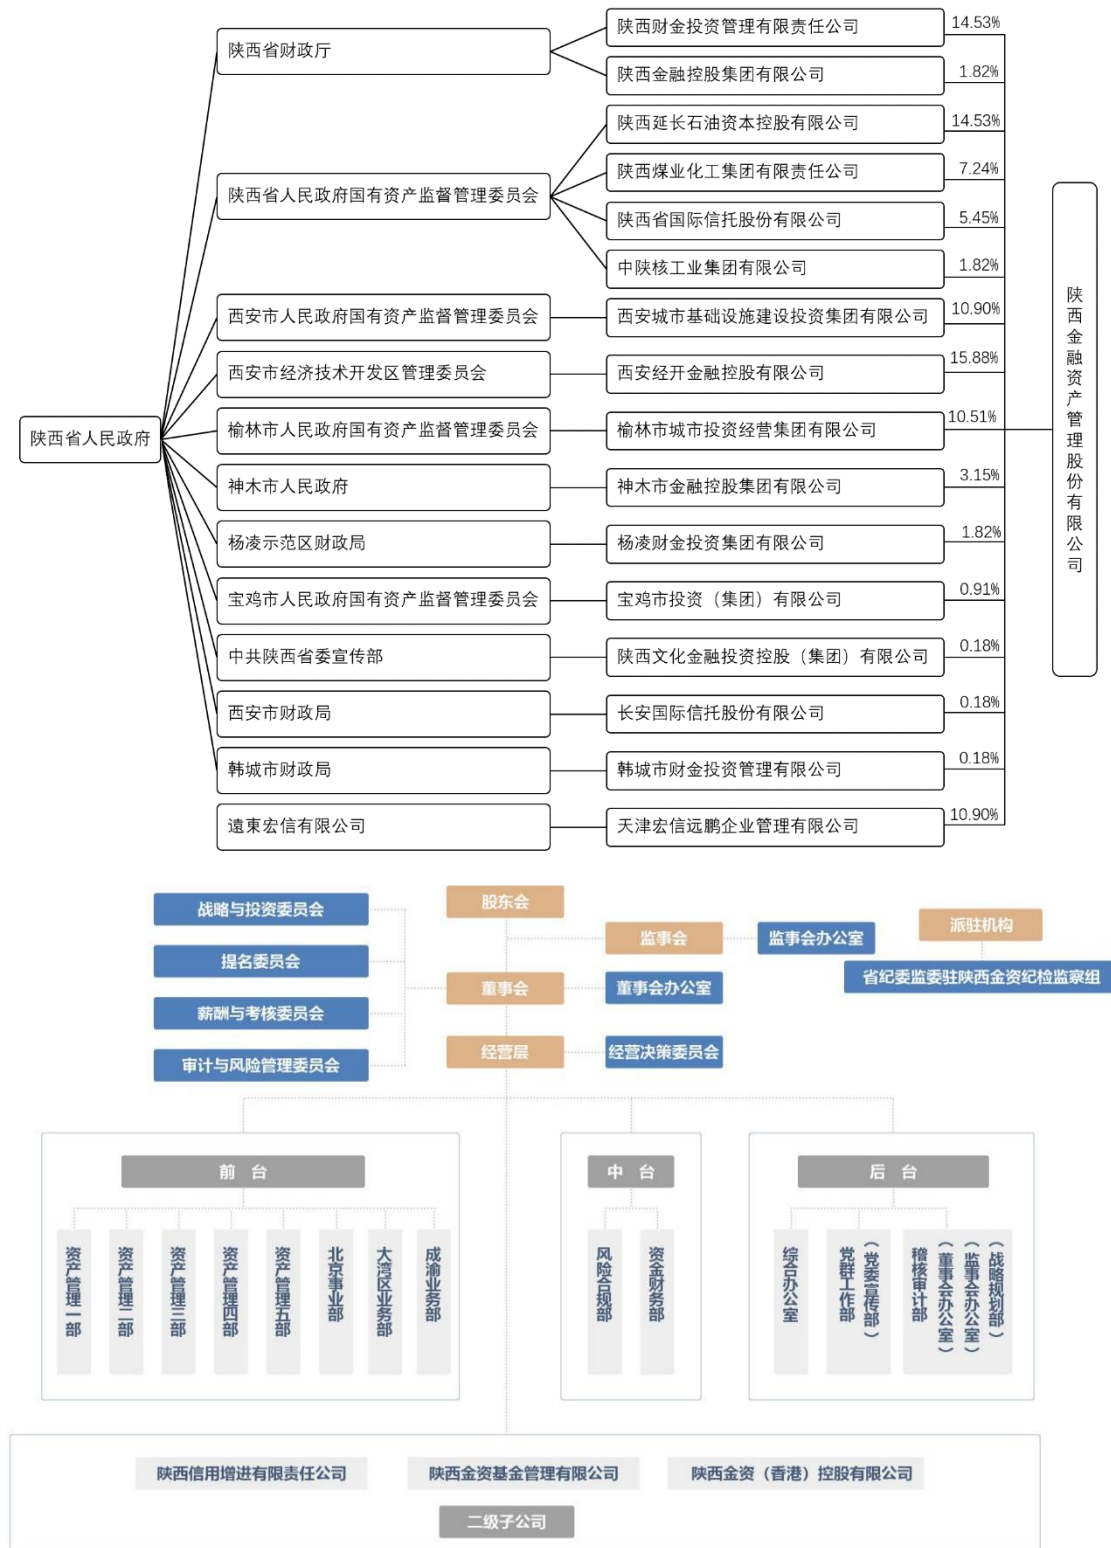 陕西省人民政府
陕西省财政厅
陕西财金投资管理有限责任公司
14.53%
陕西金融控股集团有限公司
1.82%
陕西省人民政府国有资产监督管理委员会
陕西延长石油资本控股有限公司
14.53%
陕西煤业化工集团有限责任公司
7.24%
陕西省国际信托股份有限公司
5.45%
中陕核工业集团有限公司
1.82%
西安市人民政府国有资产监督管理委员会
西安城市基础设施建设投资集团有限公司
10.90%
西安市经济技术开发区管理委员会
西安经开金融控股有限公司
15.88%
榆林市人民政府国有资产监督管理委员会
榆林市城市投资经营集团有限公司
10.51%
神木市人民政府
神木市金融控股集团有限公司
3.15%
杨凌示范区财政局
杨凌财金投资集团有限公司
1.82%
宝鸡市人民政府国有资产监督管理委员会
宝鸡市投资（集团）有限公司
0.91%
中共陕西省委宣传部
陕西文化金融投资控股（集团）有限公司
0.18%
西安市财政局
长安国际信托股份有限公司
0.18%
韩城市财政局
韩城市财金投资管理有限公司
0.18%
遠東宏信有限公司
天津宏信远鹏企业管理有限公司
10.90%
陕西金融资产管理股份有限公司
股东会
监事会
监事会办公室
派驻机构
省纪委监委驻陕西金资纪检监察组
战略与投资委员会
提名委员会
薪酬与考核委员会
审计与风险管理委员会
董事会
董事会办公室
经营层
经营决策委员会
前 台
资产管理一部
资产管理二部
资产管理三部
资产管理四部
资产管理五部
北京事业部
大湾区业务部
成渝业务部
中 台
风险合规部
资金财务部
后 台
综合办公室
党群工作部
（党委宣传部）
稽核审计部
（董事会办公室）
（监事会办公室）
（战略规划部）
陕西信用增进有限责任公司
陕西金资基金管理有限公司
陕西金资（香港）控股有限公司
二级子公司